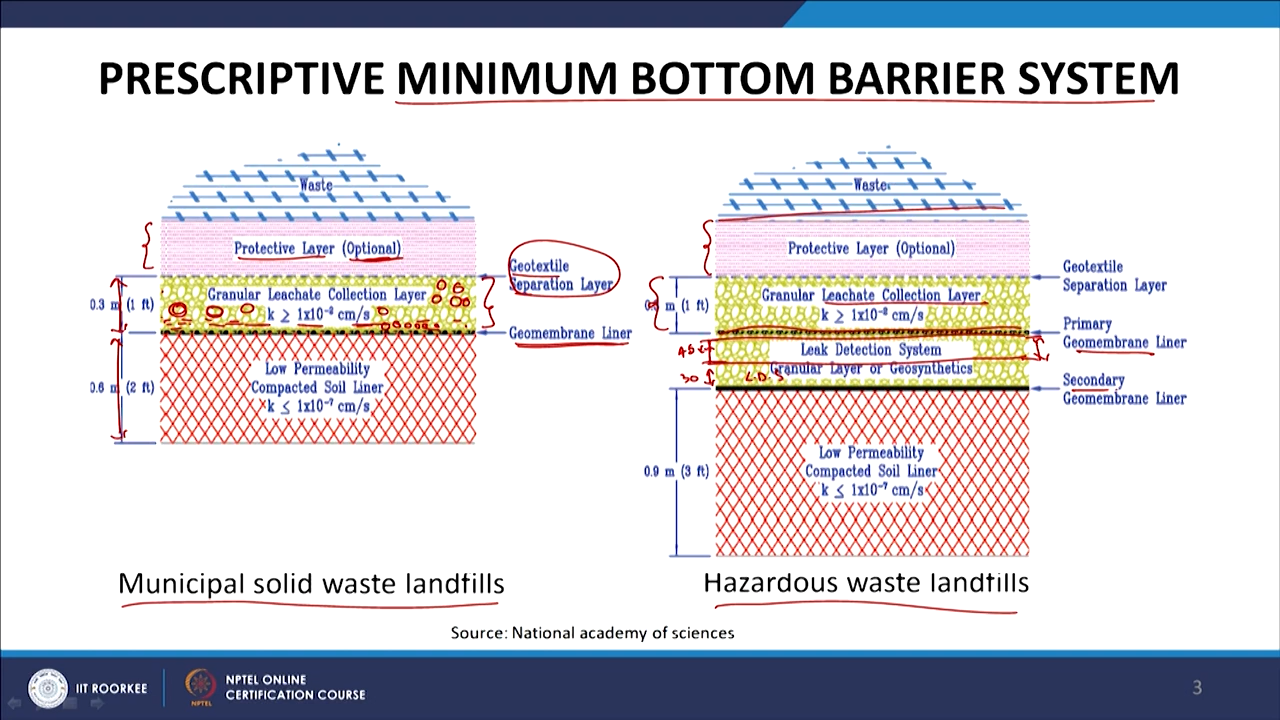 PRESCRIPTIVE MINIMUM BOTTOM BARRIER SYSTEM
Waste
Protective Layer (Optional)
Geotextile
Separation Layer
0.3 m (1 ft)
Granular Leachate Collection Layer
k ≥ 1x10⁻² cm/s
Geomembrane Liner
0.6 m (2 ft)
Low Permeability
Compacted Soil Liner
k ≤ 1x10⁻⁷ cm/s
Municipal solid waste landfills
Waste
Protective Layer (Optional)
Geotextile
Separation Layer
m (1 ft)
Granular Leachate Collection Layer
k ≥ 1x10⁻² cm/s
Primary
Geomembrane Liner
Leak Detection System
Granular Layer or Geosynthetics
30
L.D.S
Secondary
Geomembrane Liner
0.9 m (3 ft)
Low Permeability
Compacted Soil Liner
k ≤ 1x10⁻⁷ cm/s
Hazardous waste landfills
Source: National academy of sciences
IIT ROORKEE
NPTEL
NPTEL ONLINE
CERTIFICATION COURSE
3